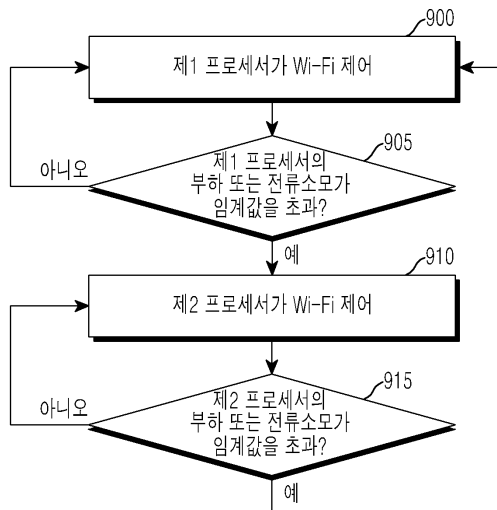 900
제1 프로세서가 Wi-Fi 제어
905
제1 프로세서의
부하 또는 전류소모가
임계값을 초과?
아니오
예
910
제2 프로세서가 Wi-Fi 제어
915
제2 프로세서의
부하 또는 전류소모가
임계값을 초과?
아니오
예